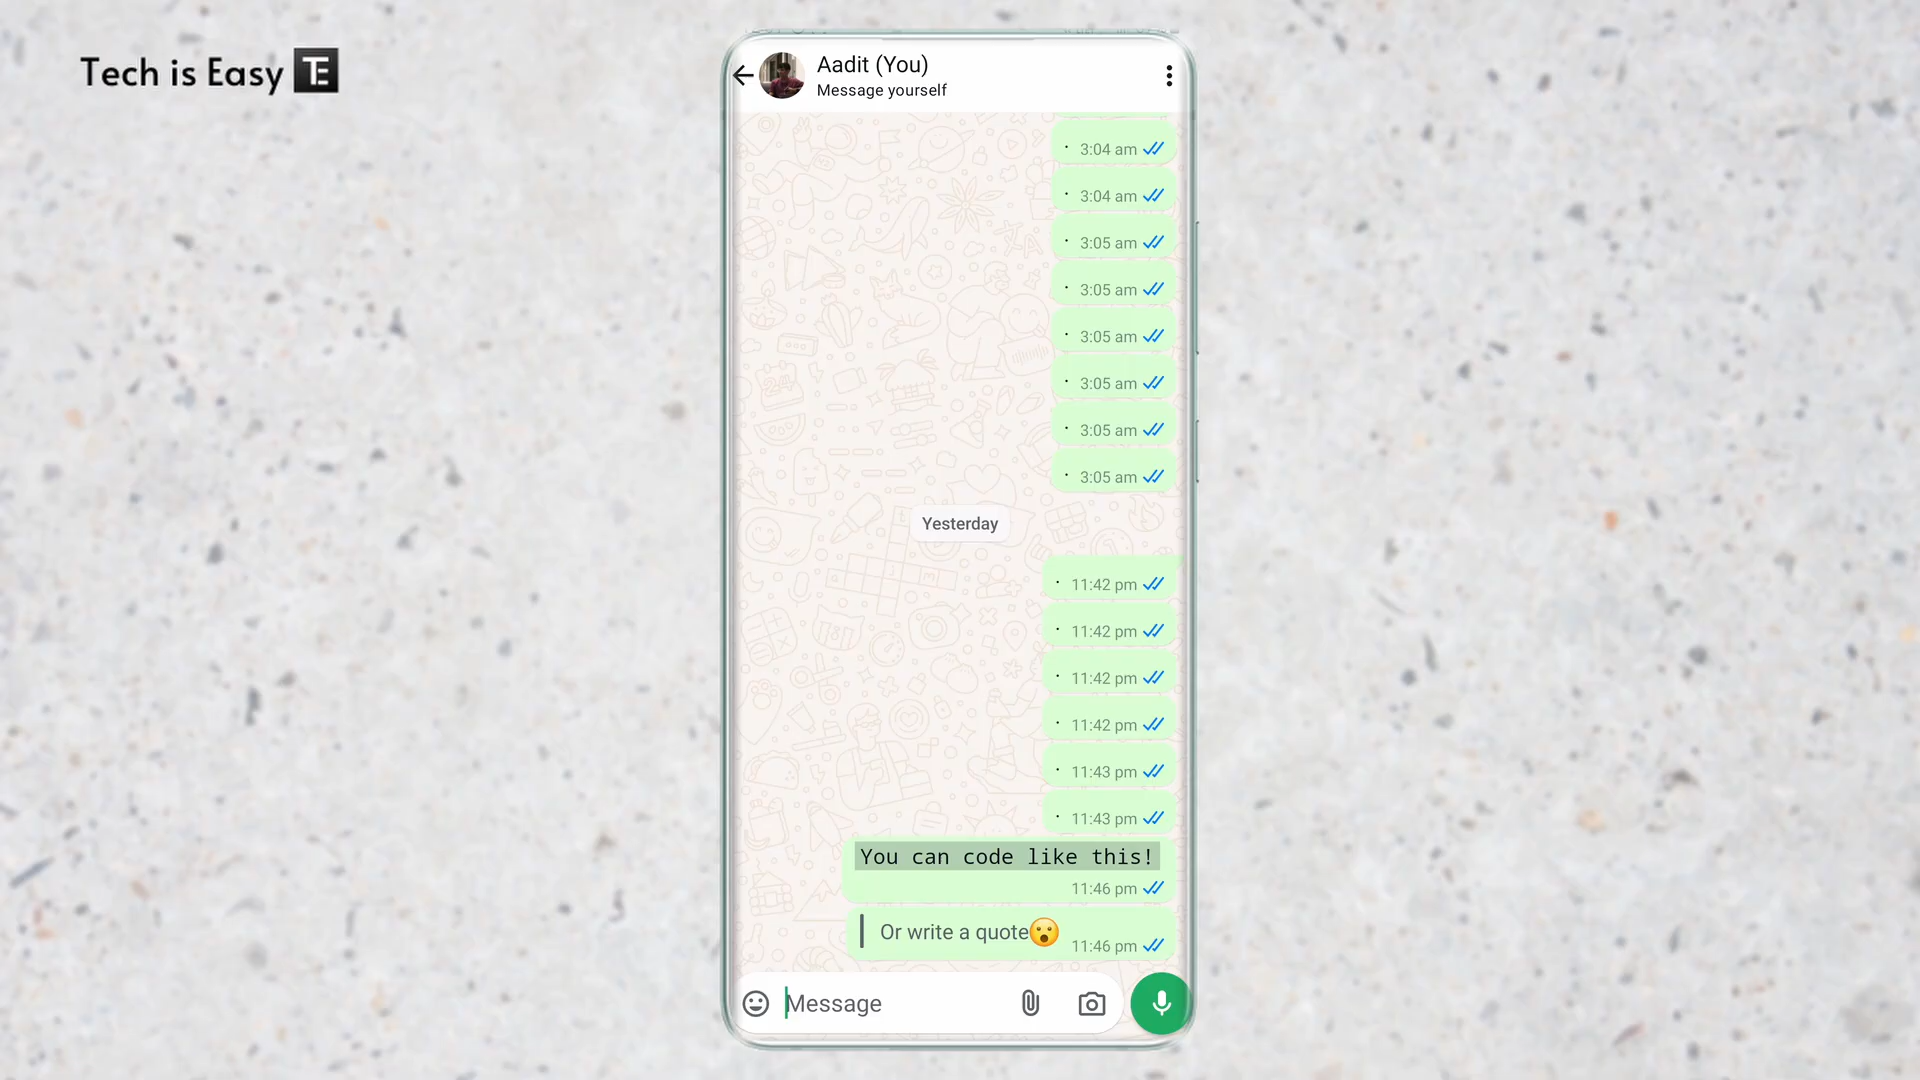 Tech is Easy TE
Aadit (You)
Message yourself
. 3:04 am
. 3:04 am
. 3:05 am
. 3:05 am
. 3:05 am
. 3:05 am
. 3:05 am
. 3:05 am
Yesterday
. 11:42 pm
. 11:42 pm
. 11:42 pm
. 11:42 pm
. 11:43 pm
. 11:43 pm
You can code like this!
11:46 pm
Or write a quote😮
11:46 pm
Message